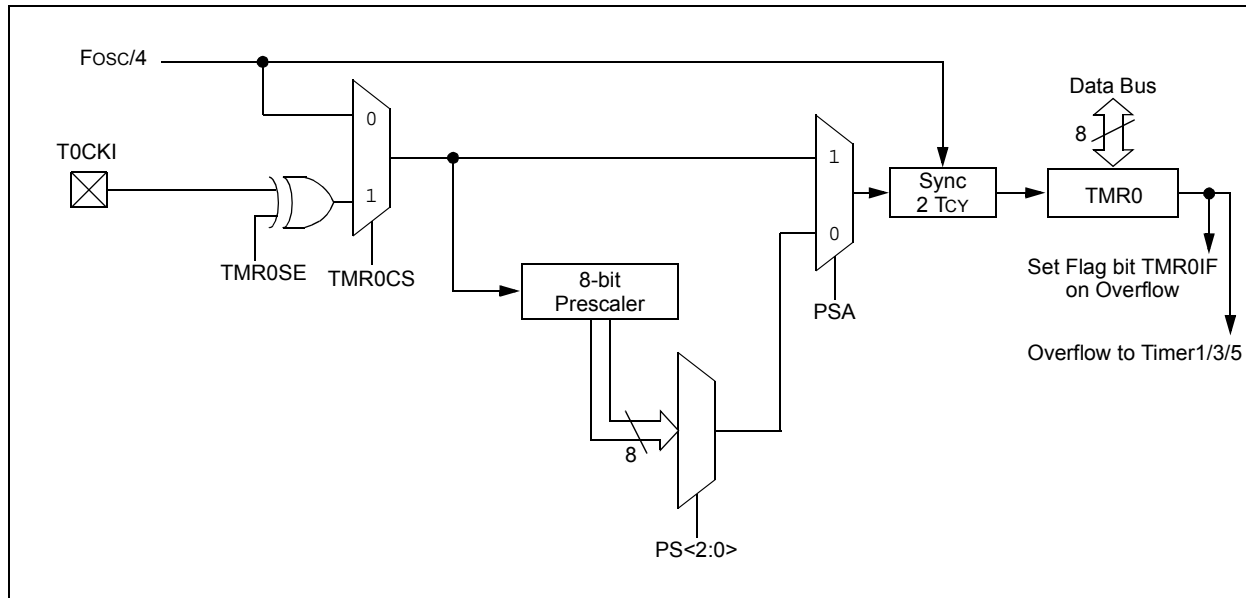 FOSC/4
Data Bus
8
T0CKI
0
1
TMR0SE
TMR0CS
1
0
PSA
Sync
2 TCY
TMR0
8-bit
Prescaler
Set Flag bit TMR0IF
on Overflow
Overflow to Timer1/3/5
8
PS<2:0>